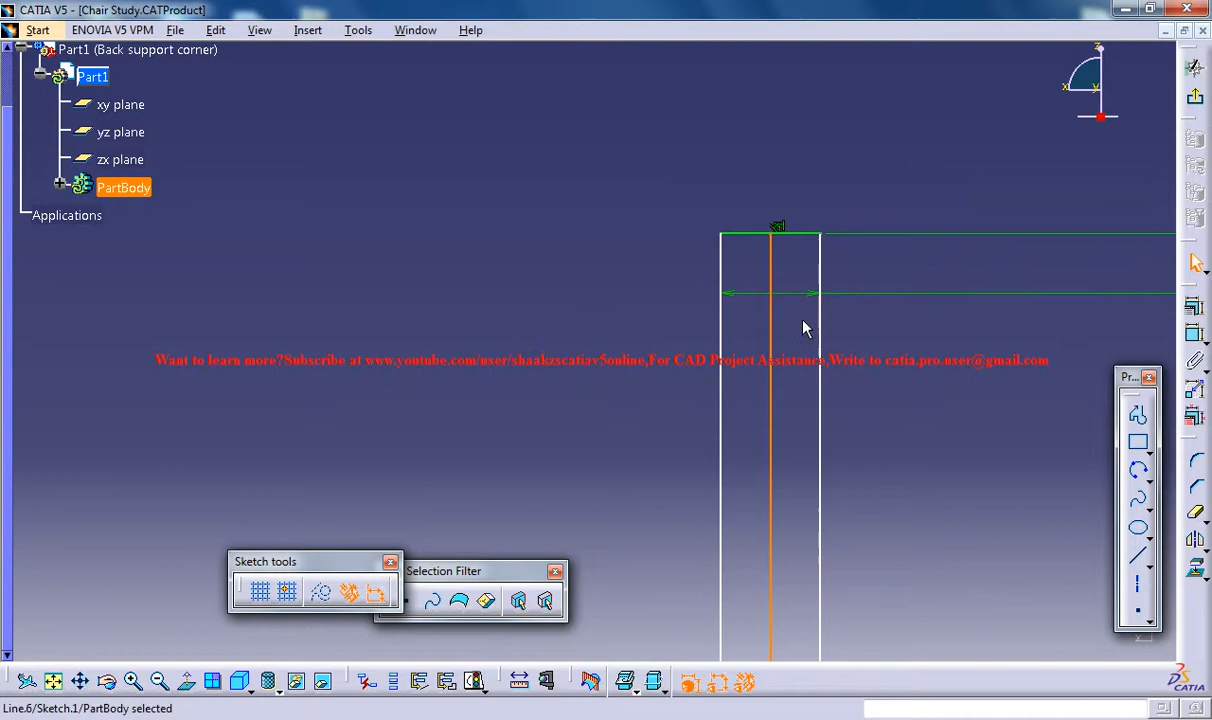 CATIA V5 - [Chair Study.CATProduct]
Start ENOVIA V5 VPM File Edit View Insert Tools Window Help
Part1 (Back support corner)
Part1
xy plane
yz plane
zx plane
PartBody
Applications
z
x
y
Want to learn more?Subscribe at www.youtube.com/user/shaakzscatiav5online,For CAD Project Assistance,Write to catia.pro.user@gmail.com
Pr...
Sketch tools
Selection Filter
CATIA
Line.6/Sketch.1/PartBody selected